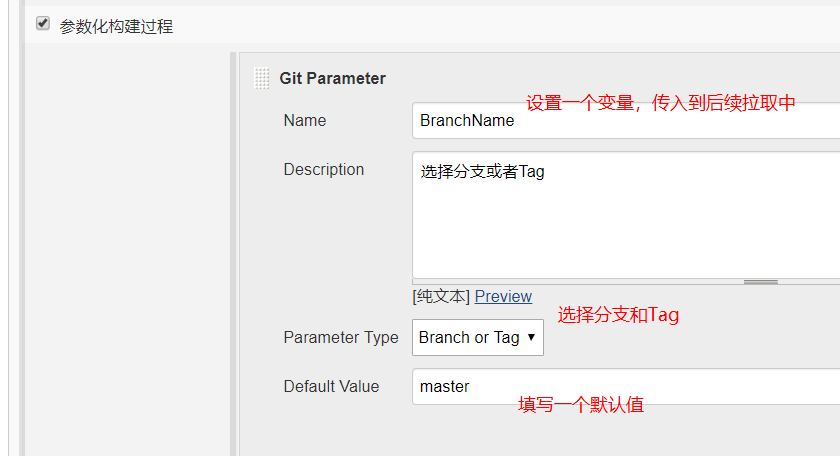 参数化构建过程
Git Parameter
设置一个变量，传入到后续拉取中
Name
BranchName
Description
选择分支或者Tag
[纯文本] Preview
选择分支和Tag
Parameter Type
Branch or Tag
Default Value
master
填写一个默认值